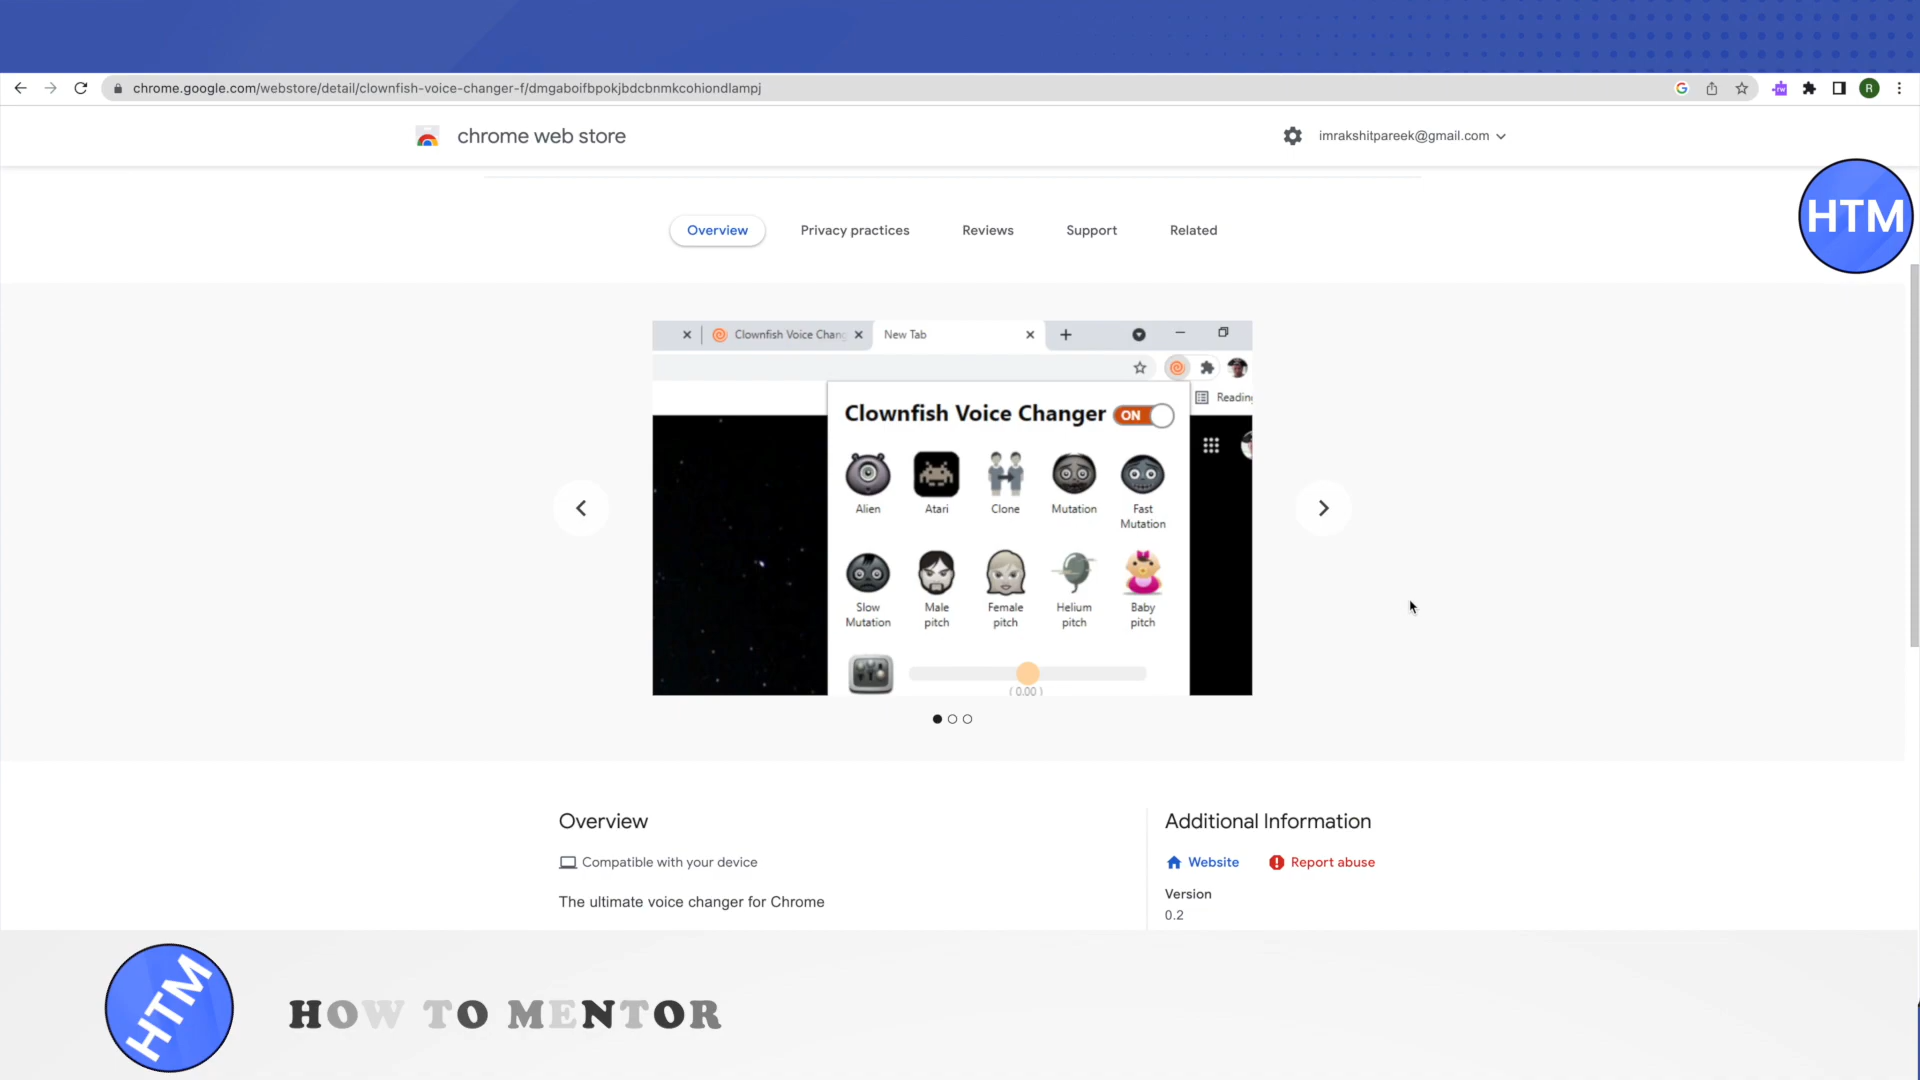 chrome.google.com/webstore/detail/clownfish-voice-changer-f/dmgaboifbpokjbdcbnmkcohiondlampj
rw
R
chrome web store
imrakshitpareek@gmail.com
HTM
Overview
Privacy practices
Reviews
Support
Related
Clownfish Voice Chang
New Tab
Reading
Clownfish Voice Changer
ON
Alien
Atari
Clone
Mutation
Fast
Mutation
Slow
Mutation
Male
pitch
Female
pitch
Helium
pitch
Baby
pitch
( 0.00 )
Overview
Compatible with your device
The ultimate voice changer for Chrome
Additional Information
Website
Report abuse
Version
0.2
HTM
HOW TO MENTOR